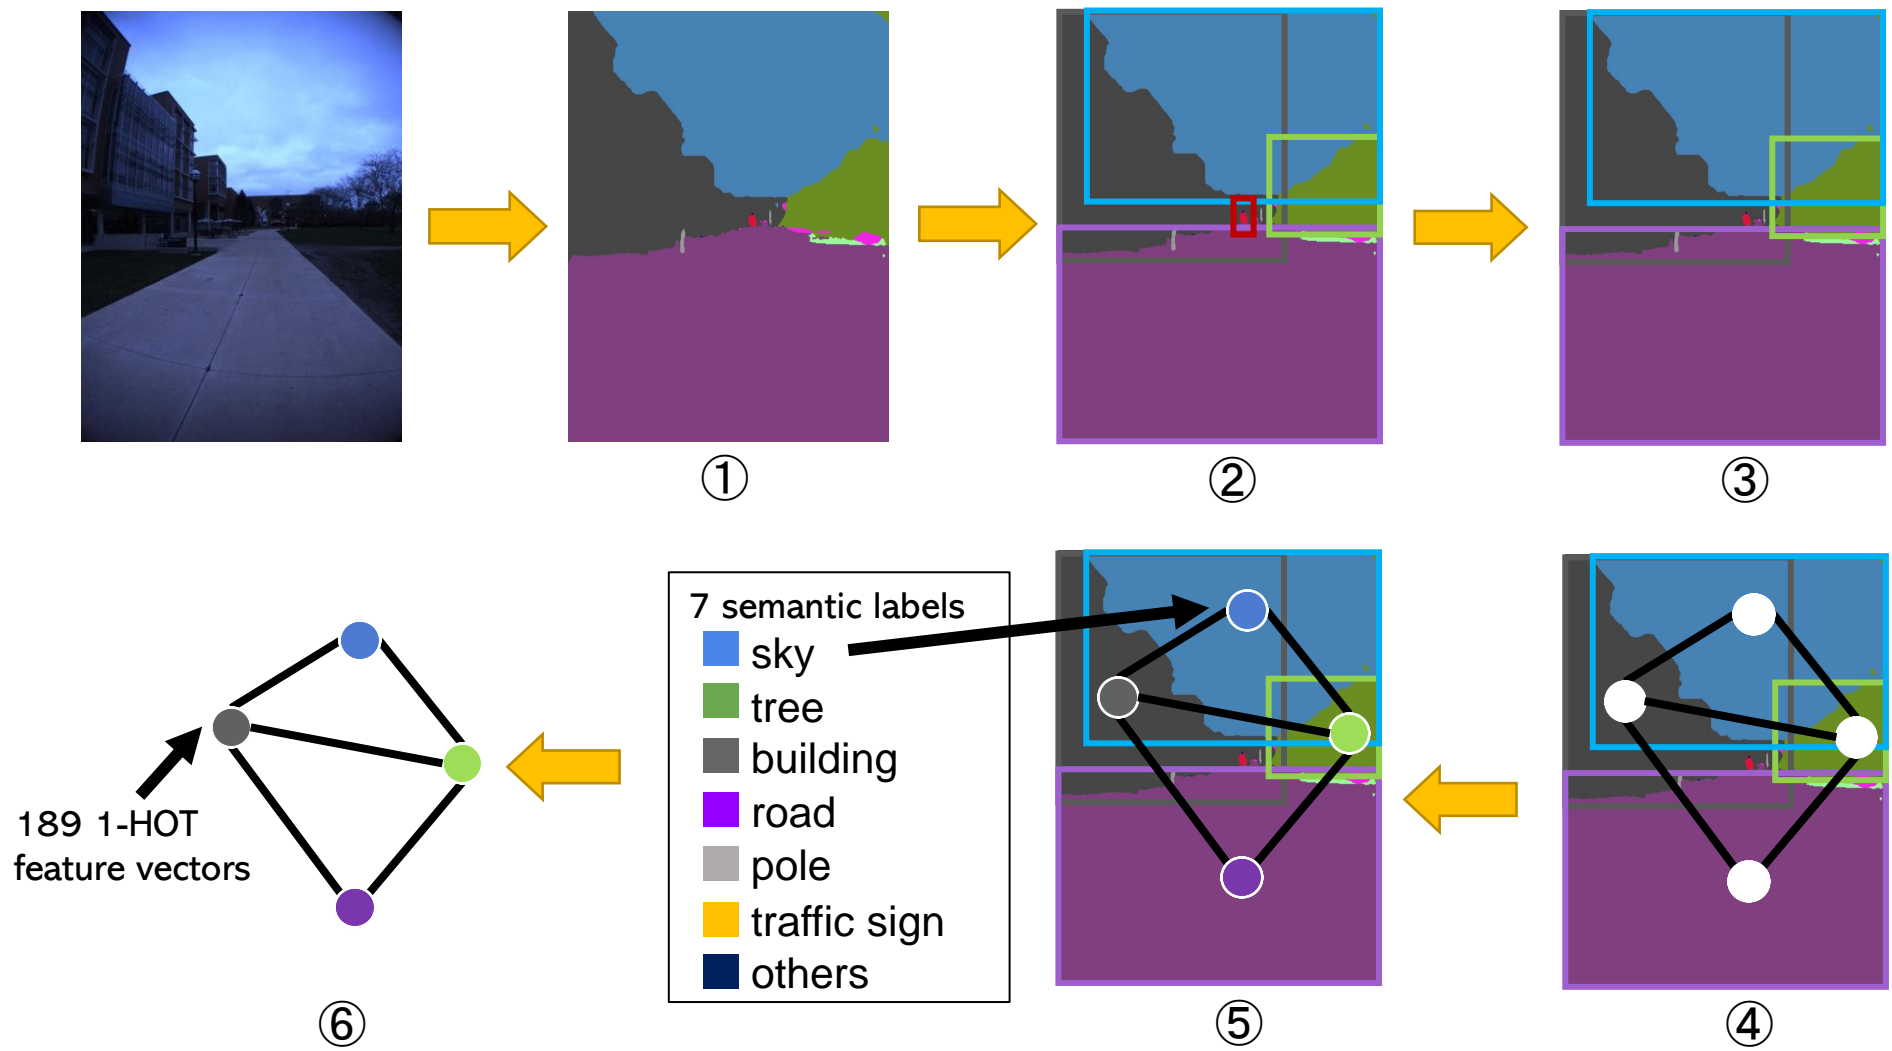 ①
②
③
7 semantic labels
sky
tree
building
road
pole
traffic sign
others
189 1-HOT
feature vectors
⑥
⑤
④